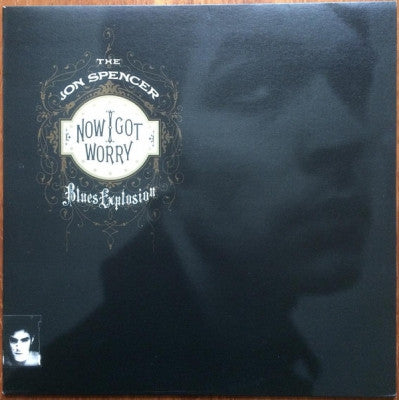 THE
JON SPENCER
NOW I GOT
WORRY
Blues Explosion